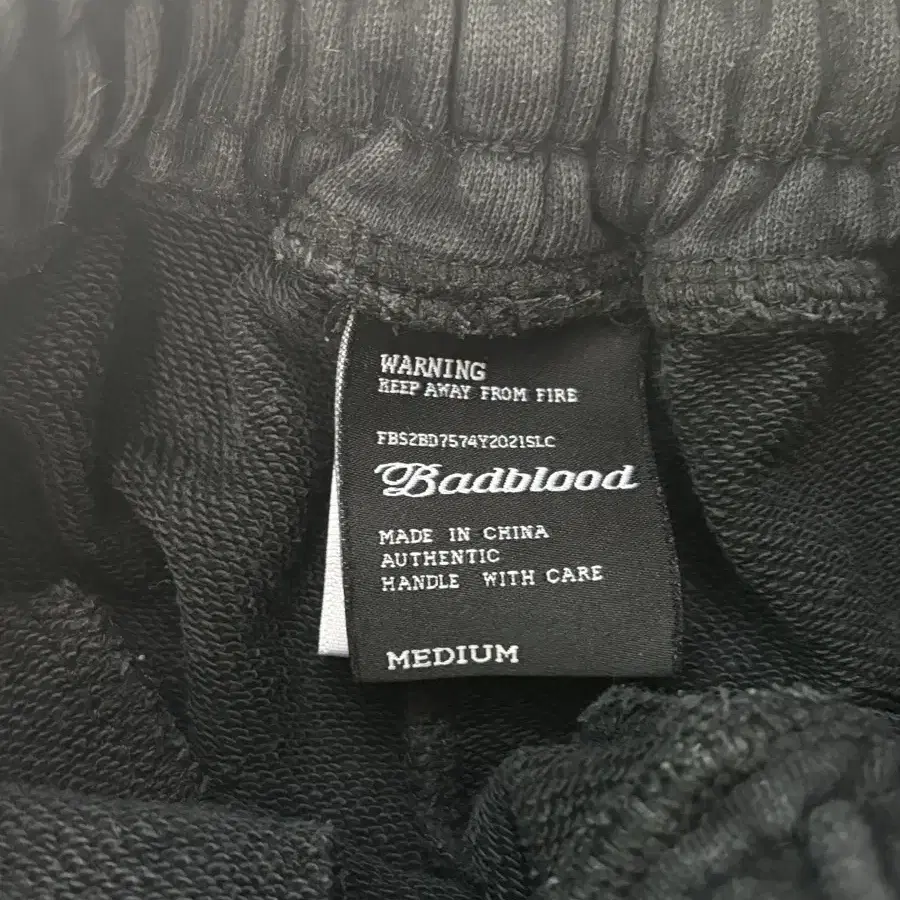 WARNING
KEEP AWAY FROM FIRE
FBS2BD7574Y2021SLC
Badblood
MADE IN CHINA
AUTHENTIC
HANDLE WITH CARE
MEDIUM